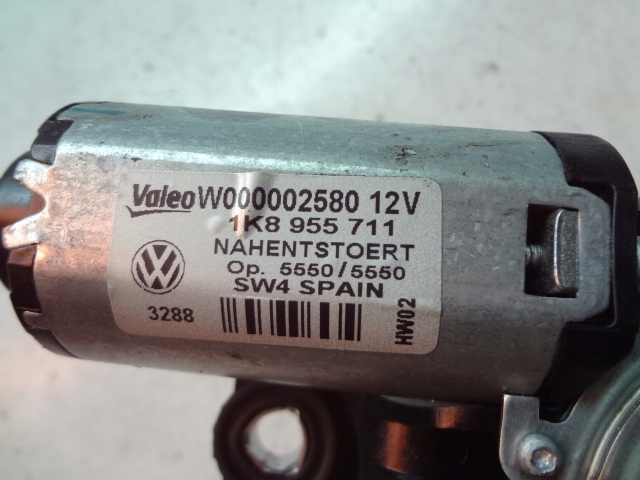 Valeo W000002580 12V
1K8 955 711
NAHENTSTOERT
Op. 5550/5550
SW4 SPAIN
3288
HW02